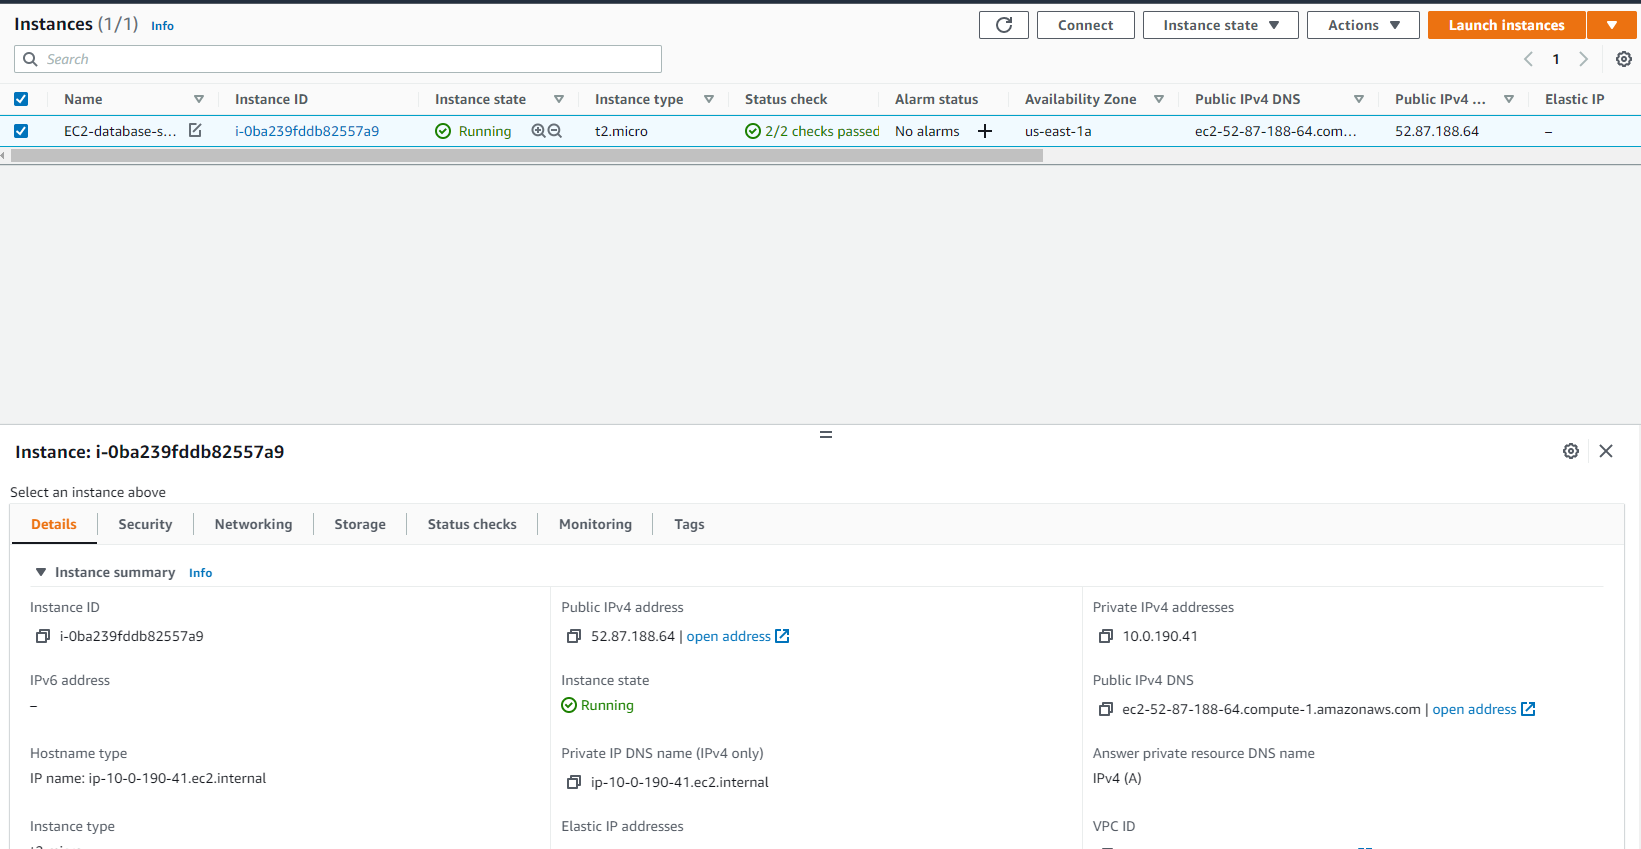 Instances (1/1) Info
Connect Instance state Actions Launch instances
Search
1
Name Instance ID Instance state Instance type Status check Alarm status Availability Zone Public IPv4 DNS Public IPv4 ... Elastic IP
EC2-database-s... i-0ba239fddb82557a9 Running t2.micro 2/2 checks passed No alarms us-east-1a ec2-52-87-188-64.com... 52.87.188.64 –
Instance: i-0ba239fddb82557a9
Select an instance above
Details Security Networking Storage Status checks Monitoring Tags
Instance summary Info
Instance ID Public IPv4 address Private IPv4 addresses
i-0ba239fddb82557a9 52.87.188.64 | open address 10.0.190.41
IPv6 address Instance state Public IPv4 DNS
– Running ec2-52-87-188-64.compute-1.amazonaws.com | open address
Hostname type Private IP DNS name (IPv4 only) Answer private resource DNS name
IP name: ip-10-0-190-41.ec2.internal ip-10-0-190-41.ec2.internal IPv4 (A)
Instance type Elastic IP addresses VPC ID